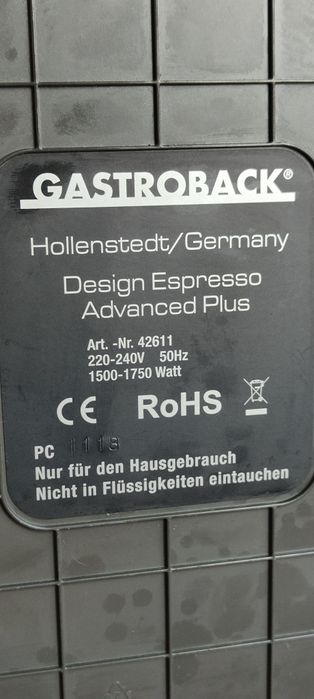 GASTROBACK®
Hollenstedt/Germany
Design Espresso
Advanced Plus
Art. -Nr. 42611
220-240V 50Hz
1500-1750 Watt
CE RoHS
PC 1118
Nur für den Hausgebrauch
Nicht in Flüssigkeiten eintauchen